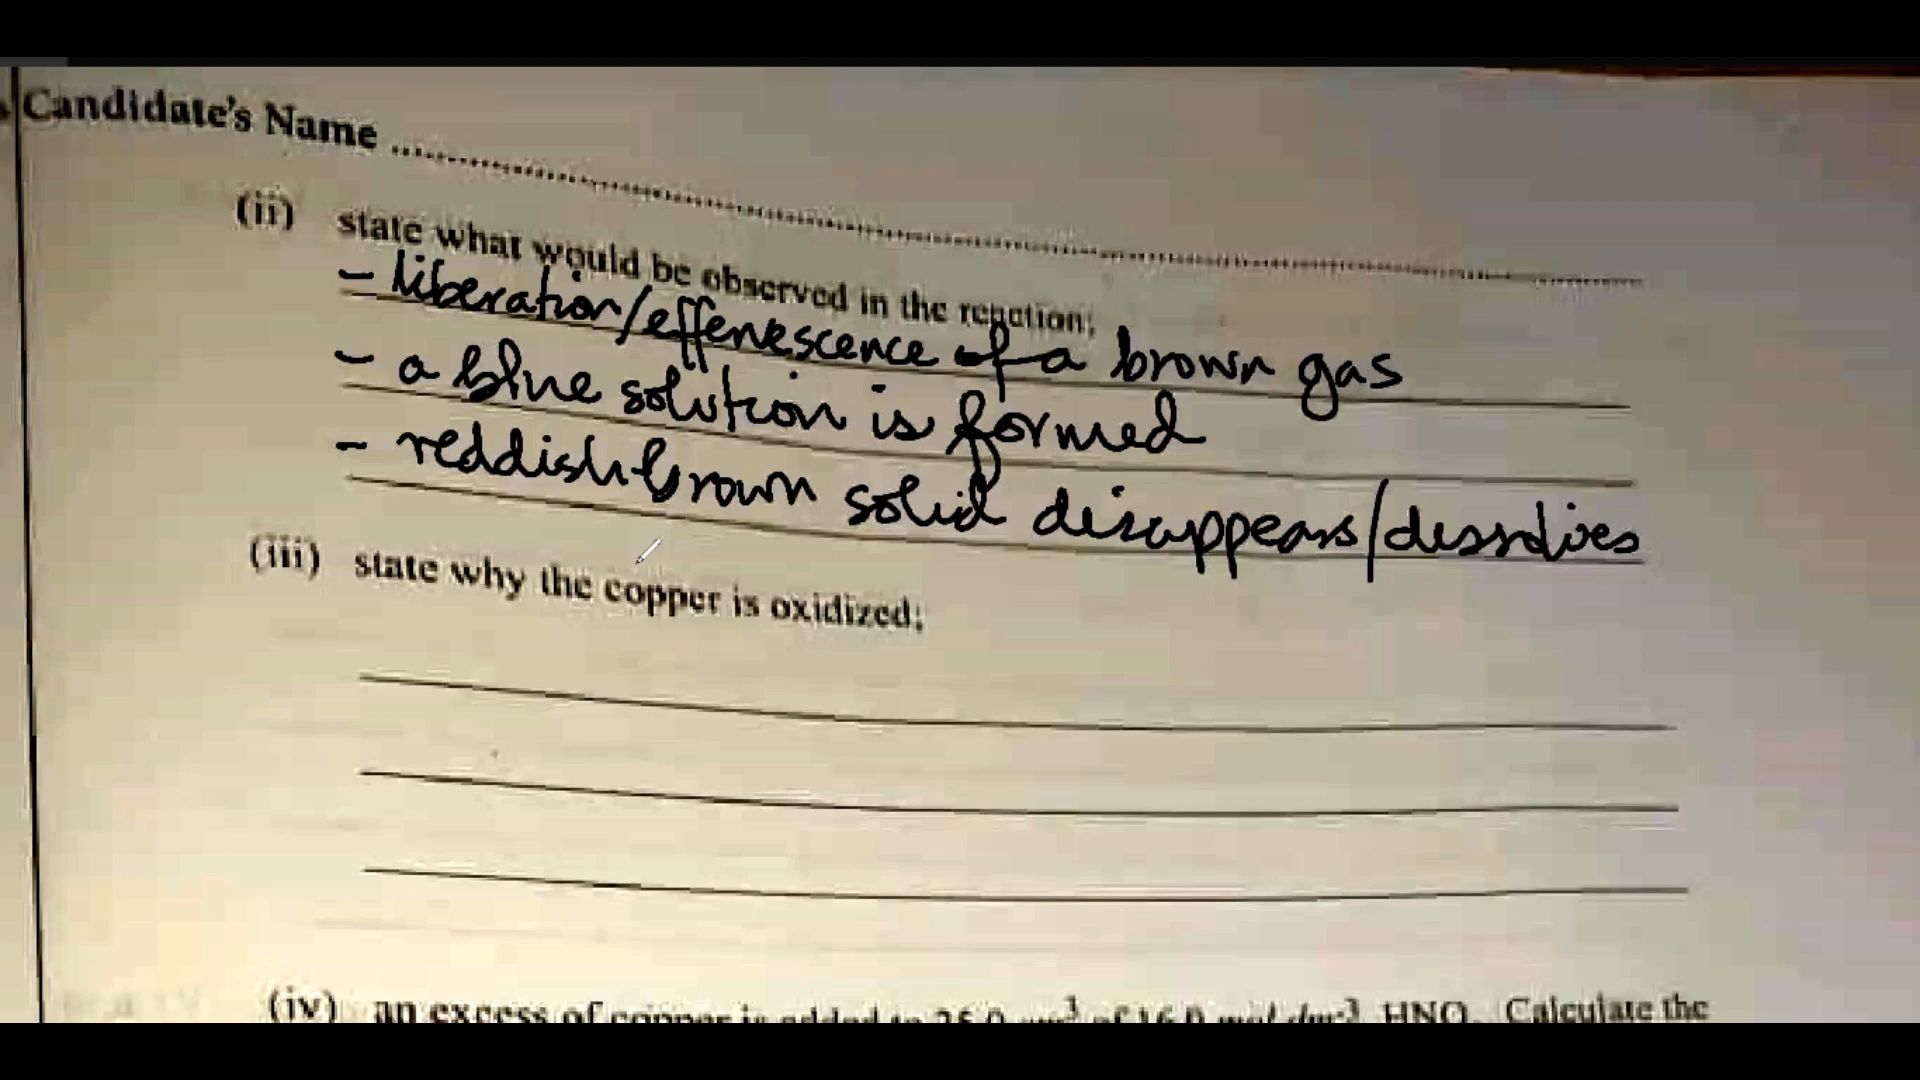 Candidate's Name
(ii) state what would be observed in the reaction;
- liberation/effervescence of a brown gas
- a blue solution is formed
- reddish brown solid disappears/dissolves
(iii) state why the copper is oxidized;
(iv) an excess of copper is added to 25.0 cm³ of 16.0 mol dm⁻³ HNO Calculate the